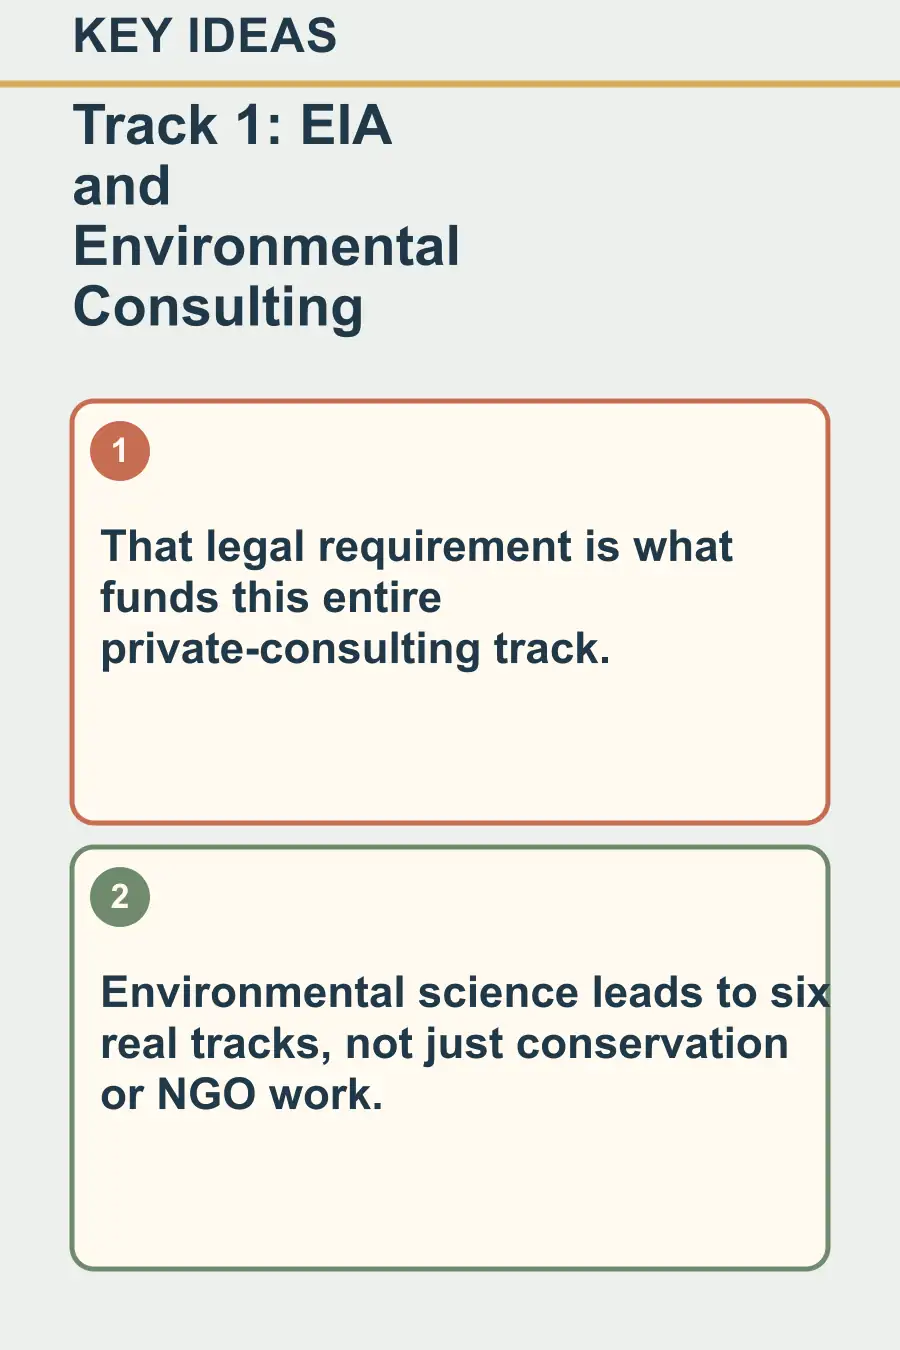 KEY IDEAS
Track 1: EIA
and
Environmental
Consulting
1
That legal requirement is what
funds this entire
private-consulting track.
2
Environmental science leads to six
real tracks, not just conservation
or NGO work.